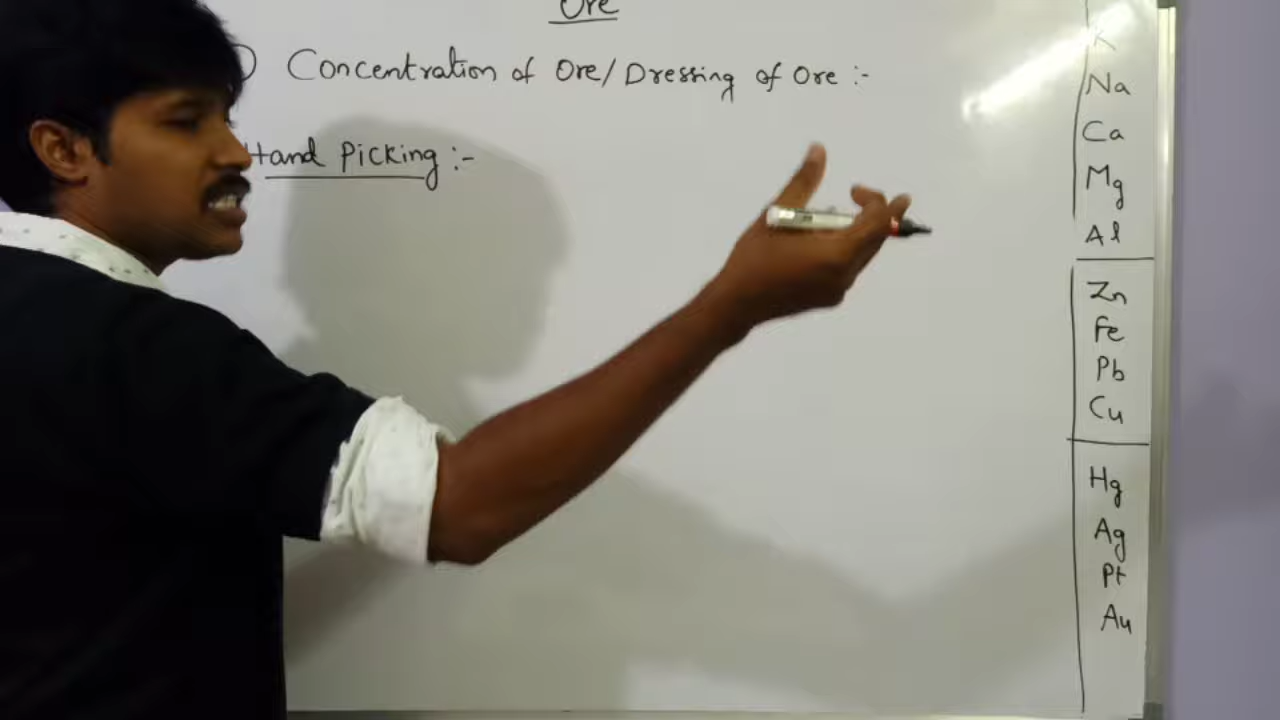 Ore
Concentration of Ore/Dressing of Ore :-
Hand Picking :-
K
Na
Ca
Mg
Al
Zn
Fe
Pb
Cu
Hg
Ag
Pt
Au